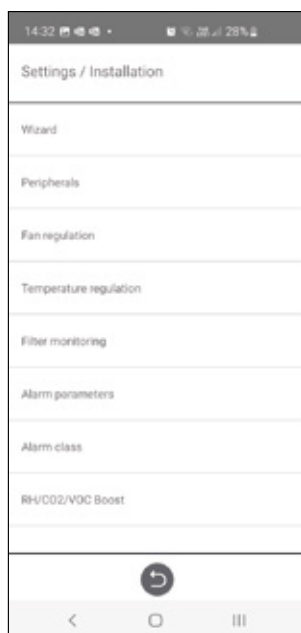 14:32 28%
Settings / Installation
Wizard
Peripherals
Fan regulation
Temperature regulation
Filter monitoring
Alarm parameters
Alarm class
RH/CO2/VOC Boost